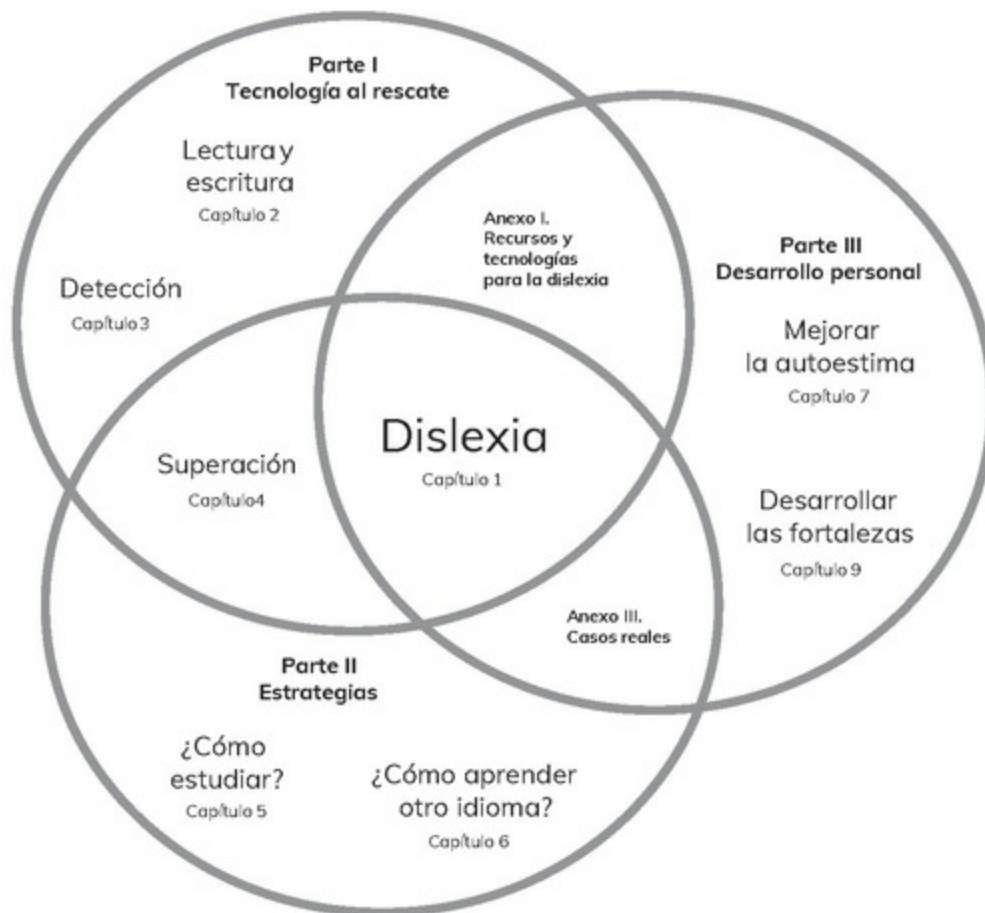 Parte I
Tecnología al rescate
Lectura y
escritura
Capítulo 2
Detección
Capítulo 3
Anexo I.
Recursos y
tecnologías
para la dislexia
Parte III
Desarrollo personal
Mejorar
la autoestima
Capítulo 7
Desarrollar
las fortalezas
Capítulo 9
Superación
Capítulo4
Dislexia
Capítulo 1
Anexo III.
Casos reales
Parte II
Estrategias
¿Cómo
estudiar?
Capítulo 5
¿Cómo aprender
otro idioma?
Capítulo 6